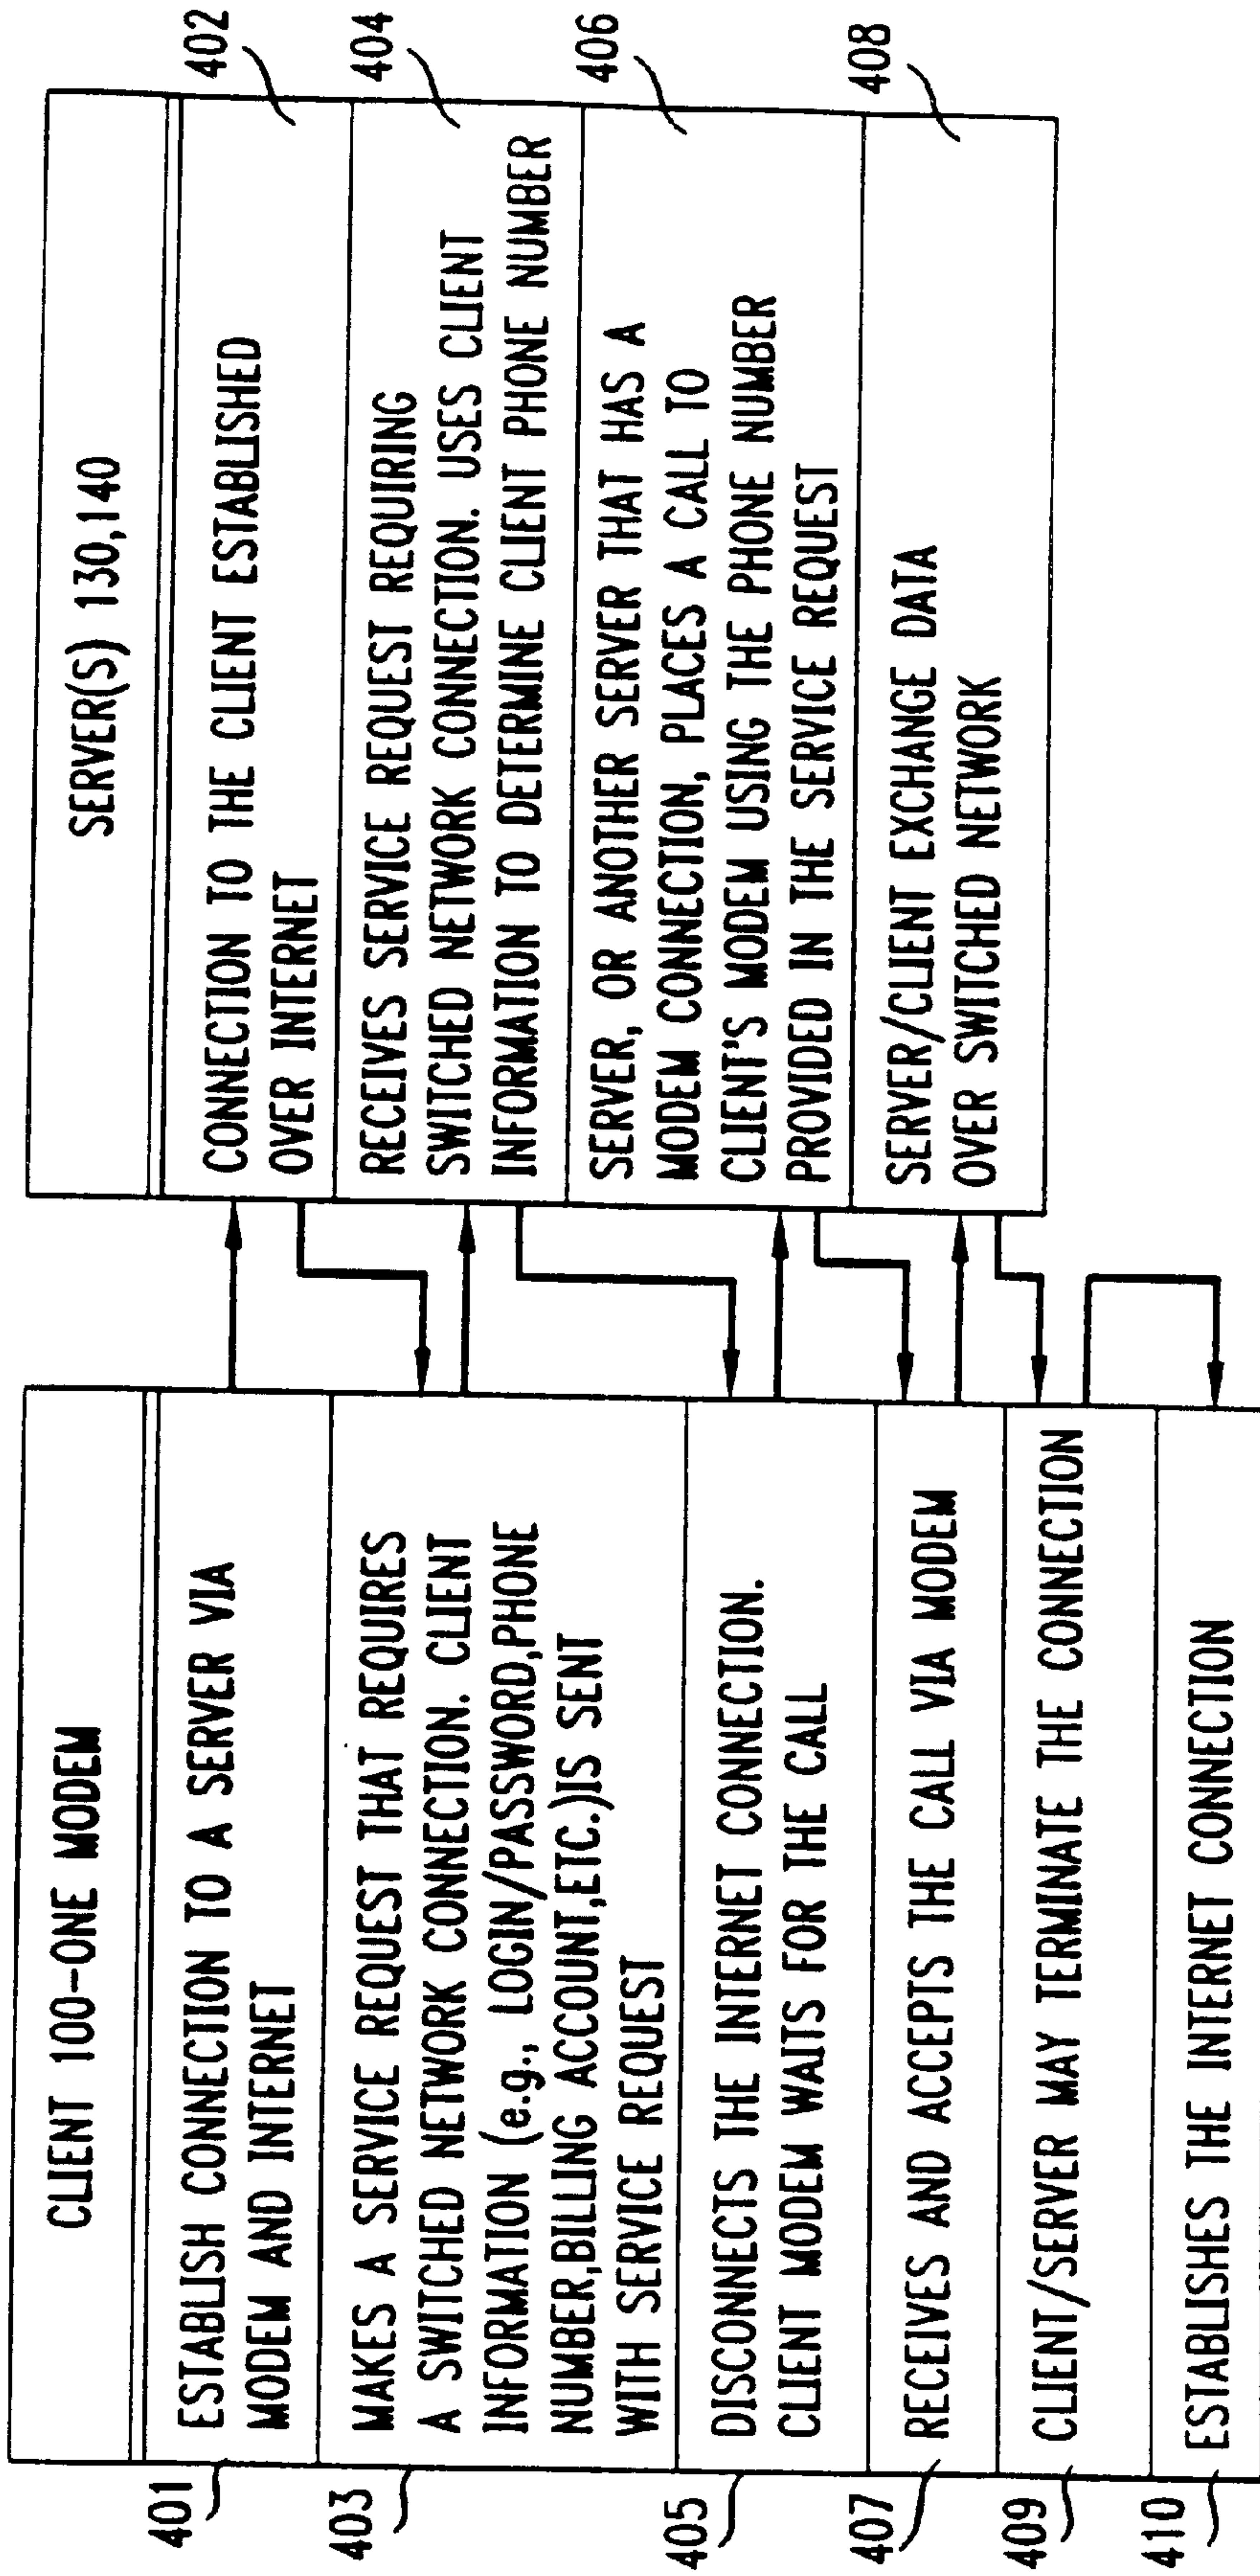 CLIENT 100-ONE MODEM
401
ESTABLISH CONNECTION TO A SERVER VIA
MODEM AND INTERNET
403
MAKES A SERVICE REQUEST THAT REQUIRES
A SWITCHED NETWORK CONNECTION. CLIENT
INFORMATION (e.g., LOGIN/PASSWORD,PHONE
NUMBER,BILLING ACCOUNT,ETC.)IS SENT
WITH SERVICE REQUEST
405
DISCONNECTS THE INTERNET CONNECTION.
CLIENT MODEM WAITS FOR THE CALL
407
RECEIVES AND ACCEPTS THE CALL VIA MODEM
409
CLIENT/SERVER MAY TERMINATE THE CONNECTION
410
ESTABLISHES THE INTERNET CONNECTION
SERVER(S) 130,140
CONNECTION TO THE CLIENT ESTABLISHED
OVER INTERNET
402
RECEIVES SERVICE REQUEST REQUIRING
SWITCHED NETWORK CONNECTION. USES CLIENT
INFORMATION TO DETERMINE CLIENT PHONE NUMBER
404
SERVER, OR ANOTHER SERVER THAT HAS A
MODEM CONNECTION, PLACES A CALL TO
CLIENT'S MODEM USING THE PHONE NUMBER
PROVIDED IN THE SERVICE REQUEST
406
SERVER/CLIENT EXCHANGE DATA
OVER SWITCHED NETWORK
408